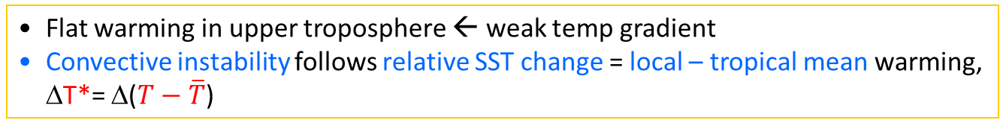 • Flat warming in upper troposphere ← weak temp gradient
• Convective instability follows relative SST change = local – tropical mean warming,
ΔT*= Δ(T − T̅)